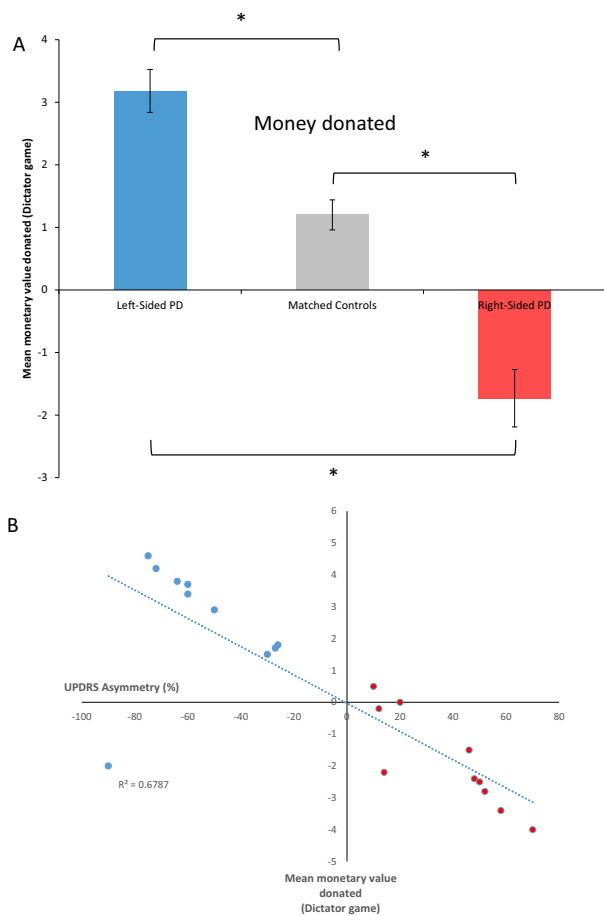 A
*
Mean monetary value donated (Dictator game)
4
3
2
1
0
-1
-2
-3
Money donated
*
Left-Sided PD
Matched Controls
Right-Sided PD
*
B
6
5
4
3
2
1
0
-1
-2
-3
-4
-5
UPDRS Asymmetry (%)
-100
-80
-60
-40
-20
0
20
40
60
80
R² = 0.6787
Mean monetary value
donated
(Dictator game)